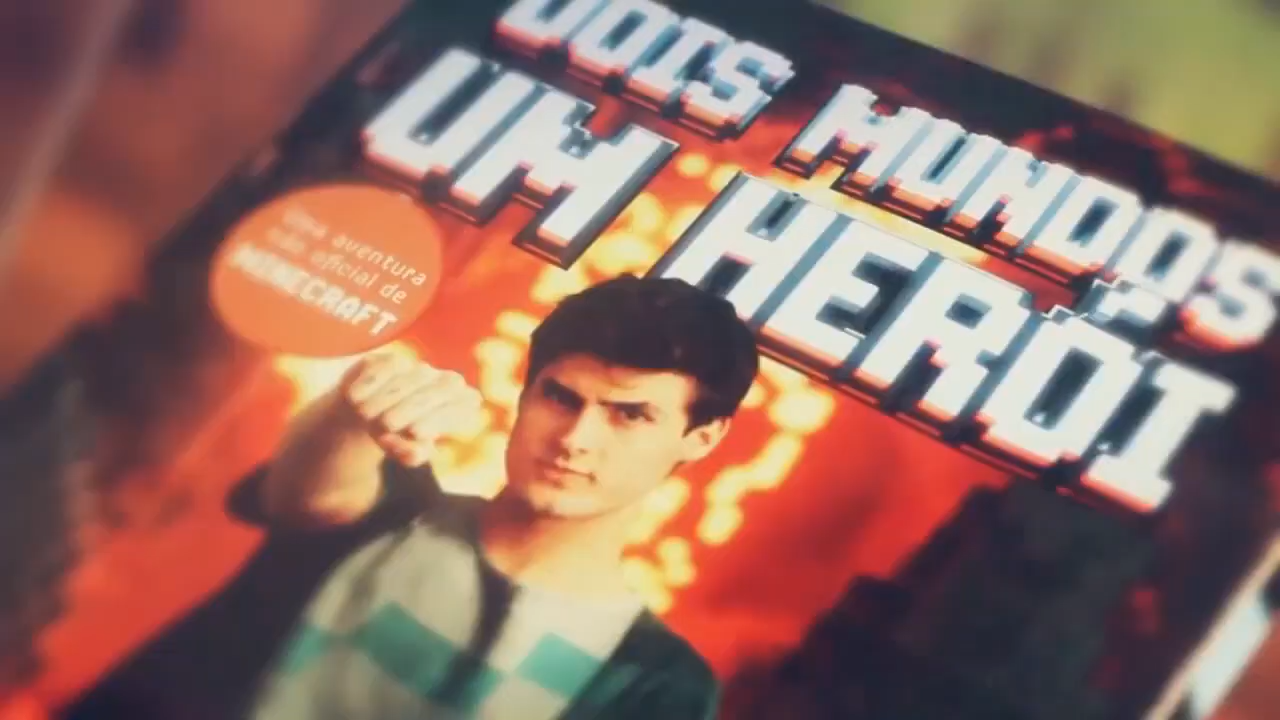 DOIS MUNDOS
UM HERÓI
Uma aventura
não oficial de
MINECRAFT